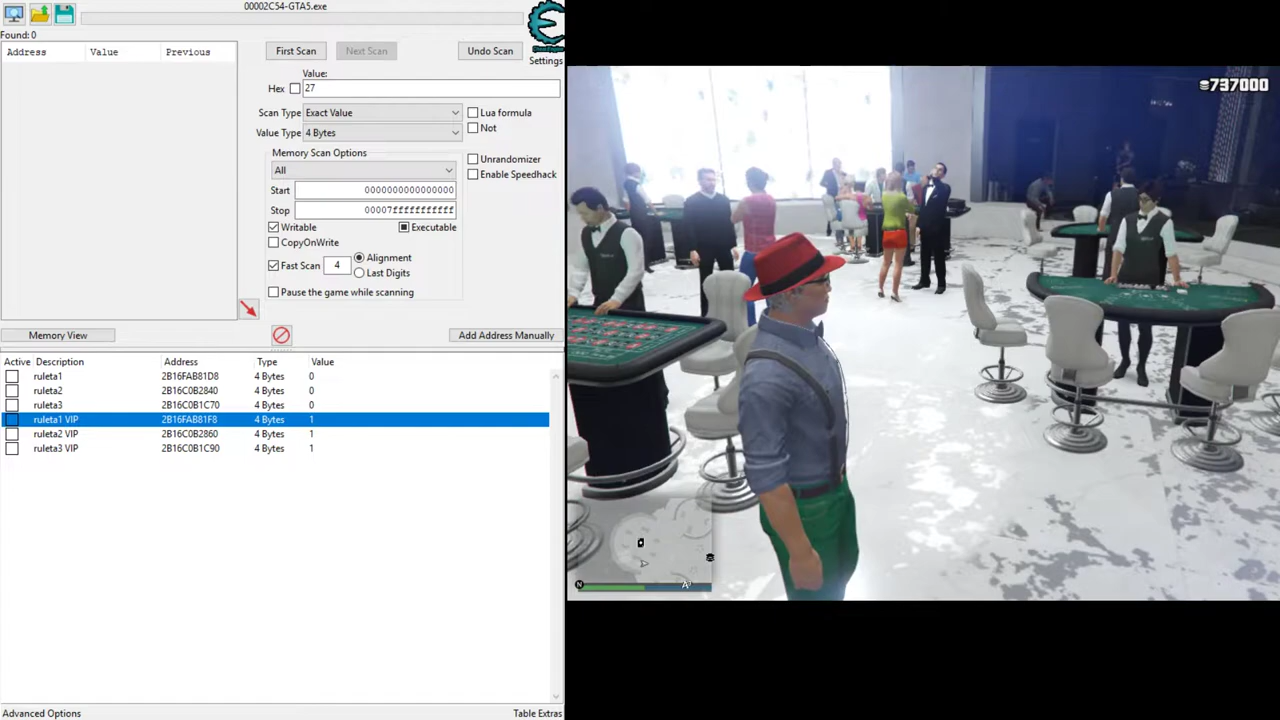 00002C54-GTA5.exe
Found: 0
Address Value Previous
First Scan Next Scan Undo Scan
Settings
Value:
Hex 27
Scan Type Exact Value Lua formula
Not
Value Type 4 Bytes
Memory Scan Options
All
Unrandomizer
Enable Speedhack
Start 0000000000000000
Stop 00007fffffffffff
Writable Executable
CopyOnWrite
Fast Scan 4 Alignment
Last Digits
Pause the game while scanning
Memory View Add Address Manually
Active Description Address Type Value
ruleta1 2B16FAB81D8 4 Bytes 0
ruleta2 2B16C0B2840 4 Bytes 0
ruleta3 2B16C0B1C70 4 Bytes 0
ruleta1 VIP 2B16FAB81F8 4 Bytes 1
ruleta2 VIP 2B16C0B2860 4 Bytes 1
ruleta3 VIP 2B16C0B1C90 4 Bytes 1
Advanced Options Table Extras
737000
N